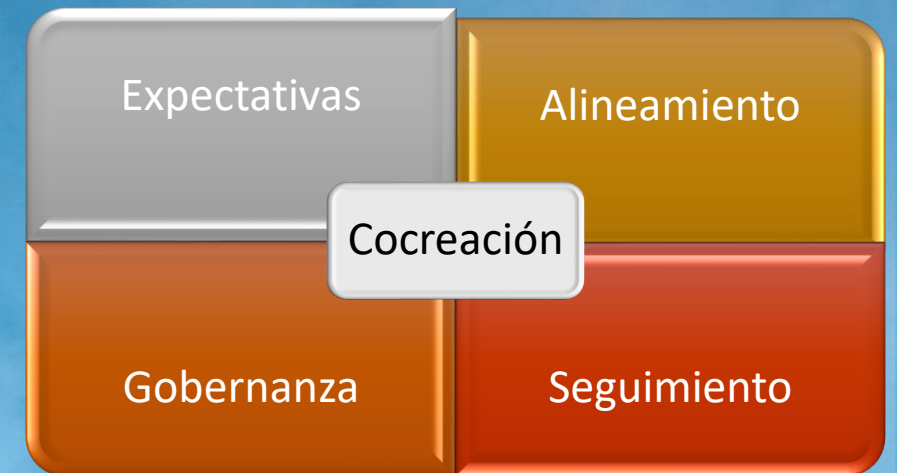 Expectativas
Alineamiento
Cocreación
Gobernanza
Seguimiento